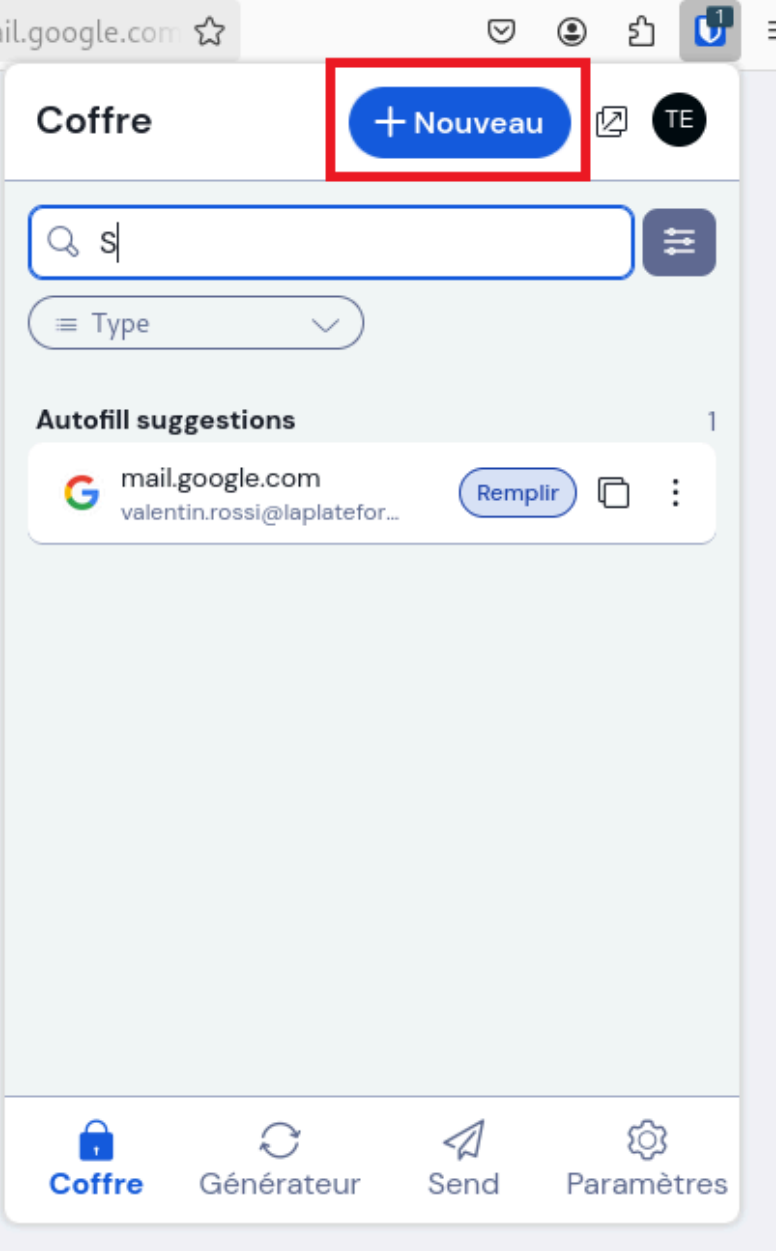 il.google.com
1
Coffre
+ Nouveau
TE
S
Type
Autofill suggestions
1
mail.google.com
valentin.rossi@laplatefor...
Remplir
Coffre
Générateur
Send
Paramètres